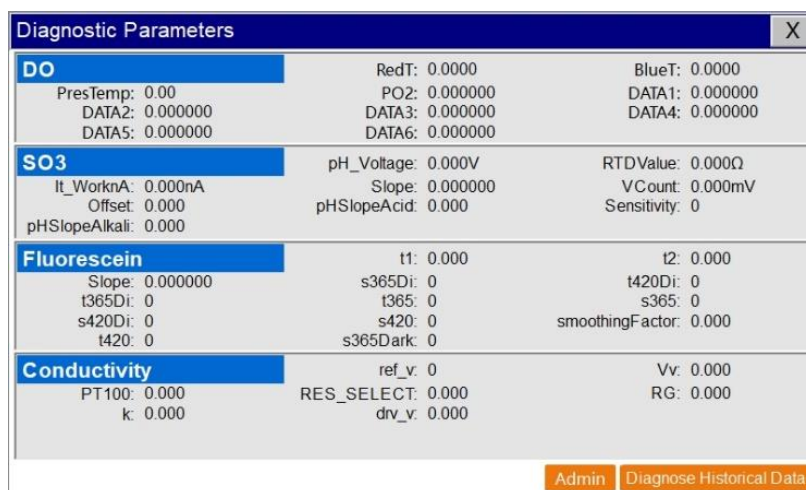 Diagnostic Parameters X
DO RedT: 0.0000 BlueT: 0.0000
PresTemp: 0.00 PO2: 0.000000 DATA1: 0.000000
DATA2: 0.000000 DATA3: 0.000000 DATA4: 0.000000
DATA5: 0.000000 DATA6: 0.000000
SO3 pH_Voltage: 0.000V RTDValue: 0.000Ω
It_WorknA: 0.000nA Slope: 0.000000 VCount: 0.000mV
Offset: 0.000 pHSlopeAcid: 0.000 Sensitivity: 0
pHSlopeAlkali: 0.000
Fluorescein t1: 0.000 t2: 0.000
Slope: 0.000000 s365Di: 0 t420Di: 0
t365Di: 0 t365: 0 s365: 0
s420Di: 0 s420: 0 smoothingFactor: 0.000
t420: 0 s365Dark: 0
Conductivity ref_v: 0 Vv: 0.000
PT100: 0.000 RES_SELECT: 0.000 RG: 0.000
k: 0.000 drv_v: 0.000
Admin Diagnose Historical Data